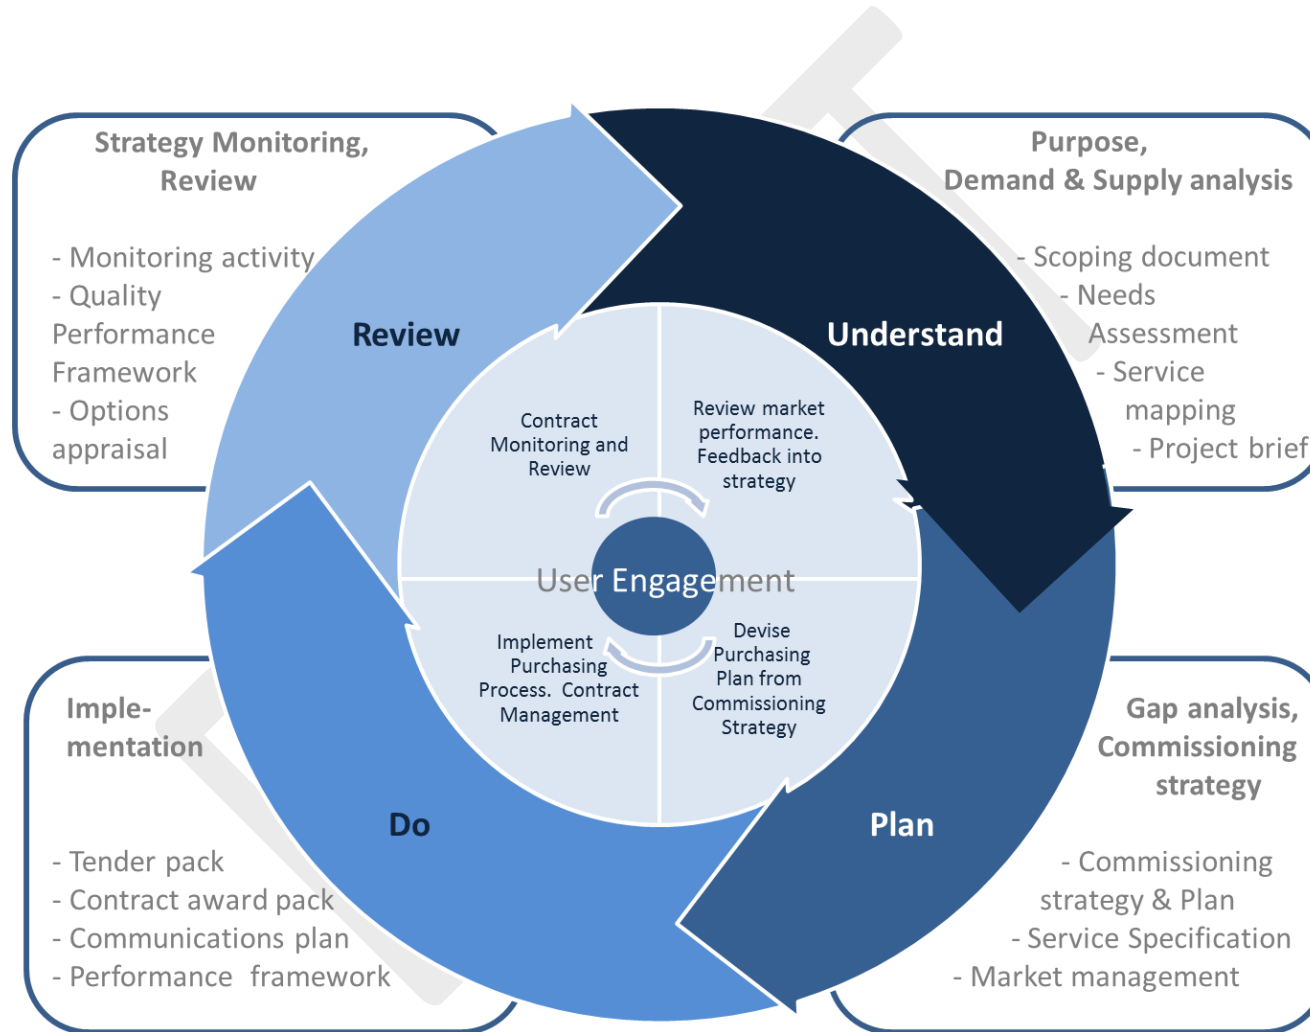 Strategy Monitoring,
Review
- Monitoring activity
- Quality
Performance
Framework
- Options
appraisal
Purpose,
Demand & Supply analysis
- Scoping document
- Needs
Assessment
- Service
mapping
- Project brief
Review
Understand
Contract
Monitoring and
Review
Review market
performance.
Feedback into
strategy
User Engagement
Implement
Purchasing
Process. Contract
Management
Devise
Purchasing
Plan from
Commissioning
Strategy
Do
Plan
Imple-
mentation
- Tender pack
- Contract award pack
- Communications plan
- Performance framework
Gap analysis,
Commissioning
strategy
- Commissioning
strategy & Plan
- Service Specification
- Market management